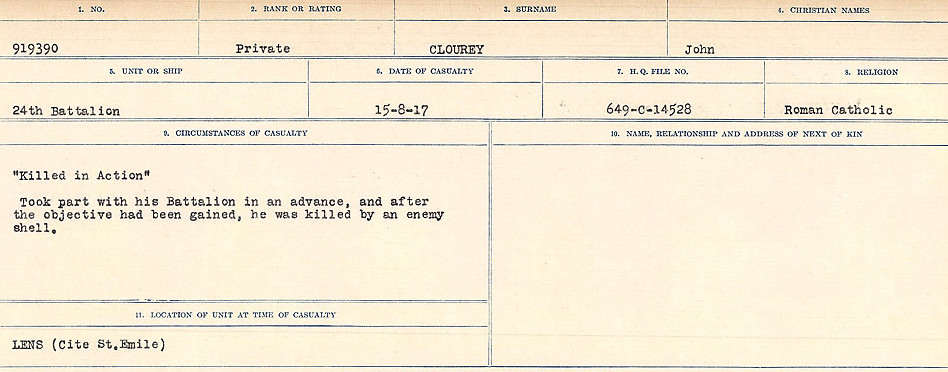 1. NO. 2. RANK OR RATING 3. SURNAME 4. CHRISTIAN NAMES
919390 Private CLOUREY John
5. UNIT OR SHIP 6. DATE OF CASUALTY 7. H.Q. FILE NO. 8. RELIGION
24th Battalion 15-8-17 649-C-14528 Roman Catholic
9. CIRCUMSTANCES OF CASUALTY 10. NAME, RELATIONSHIP AND ADDRESS OF NEXT OF KIN
"Killed in Action"
Took part with his Battalion in an advance, and after
the objective had been gained, he was killed by an enemy
shell.
11. LOCATION OF UNIT AT TIME OF CASUALTY
LENS (Cite St.Emile)